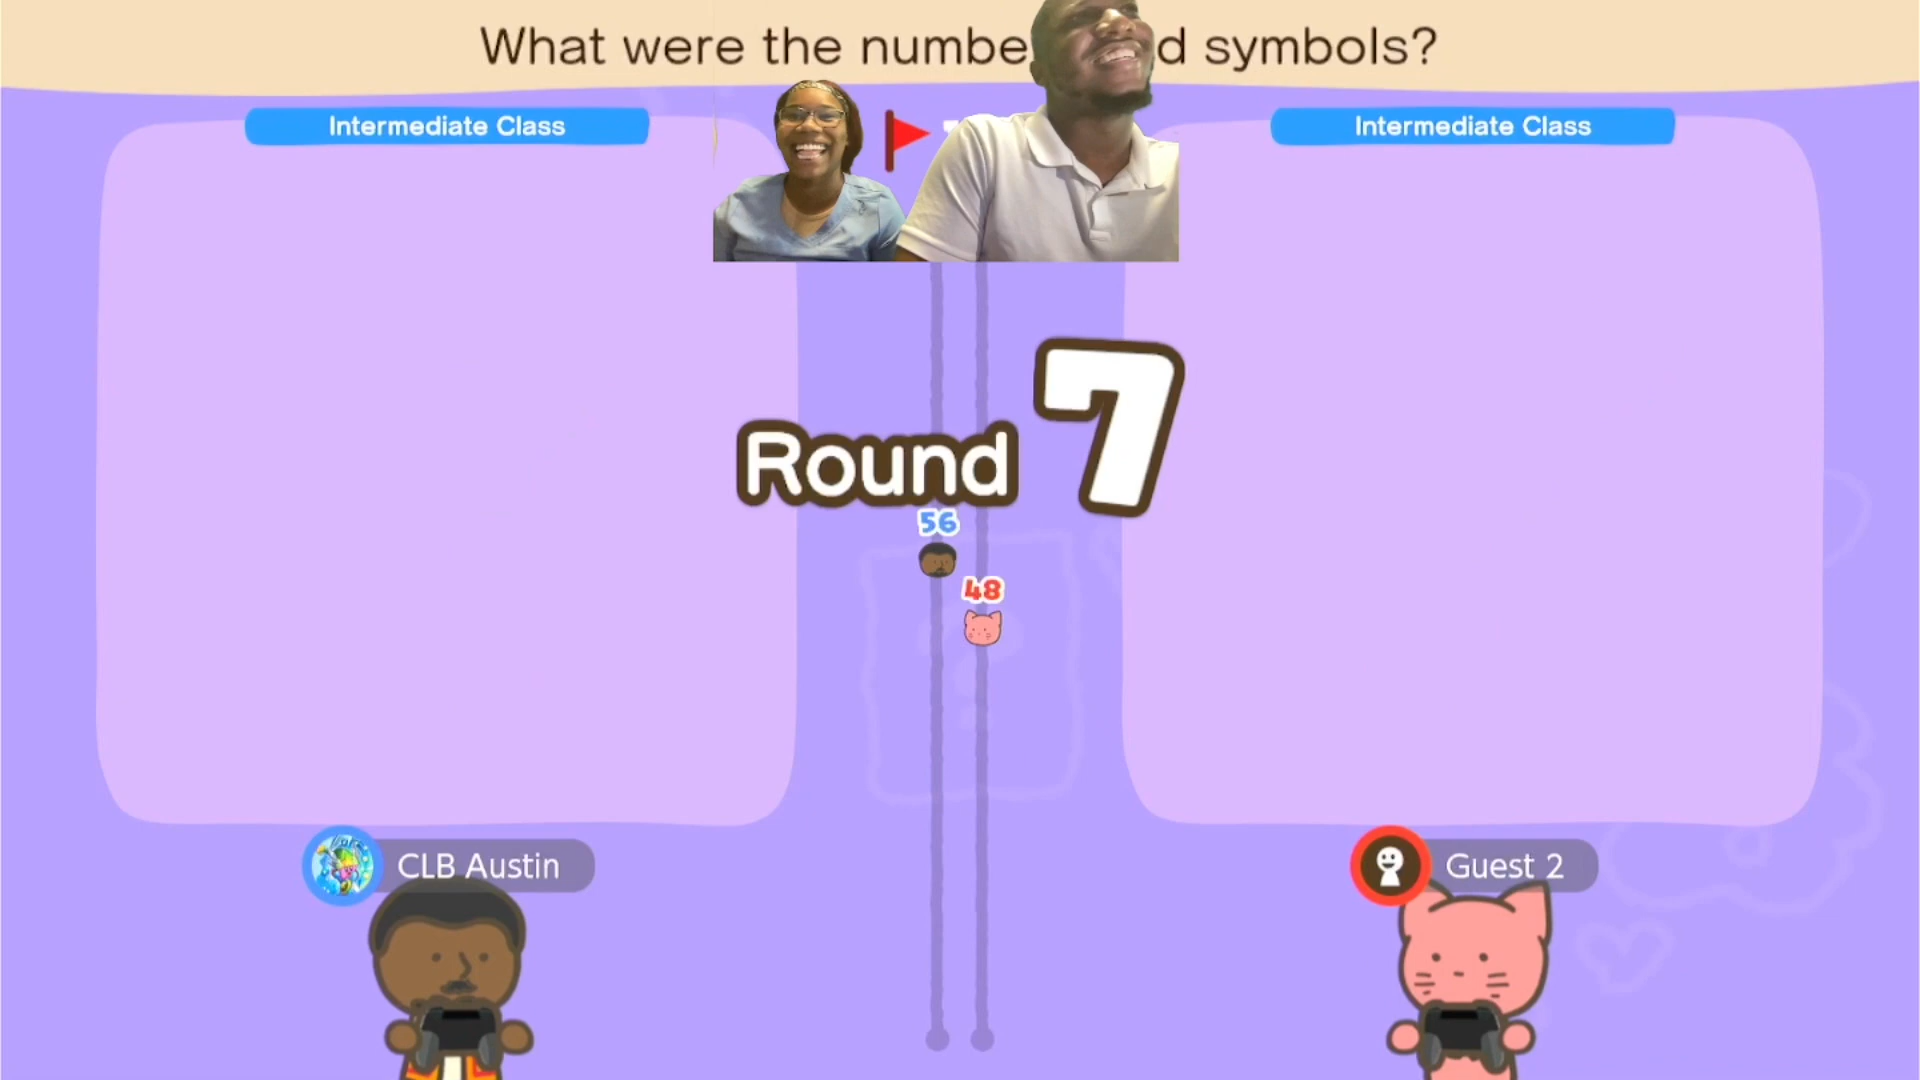 What were the numbe d symbols?
Intermediate Class
Intermediate Class
Round 7
56
48
CLB Austin
Guest 2